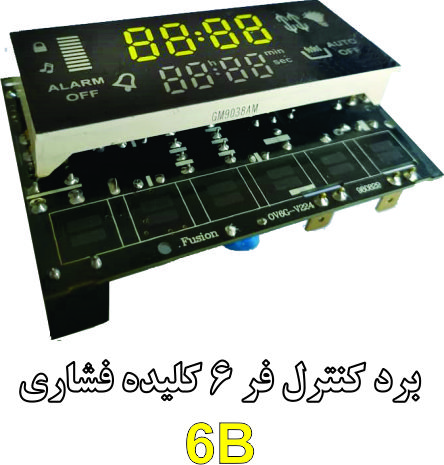 88:88
AUTO
OFF
88:88
h
min
sec
ALARM
OFF
GM9038AM
Fusion
OV6G-V22A
برد کنترل فر ۶ کلیده فشاری
6B